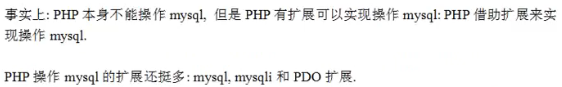 事实上: PHP 本身不能操作 mysql, 但是 PHP 有扩展可以实现操作 mysql: PHP 借助扩展来实
现操作 mysql.
PHP 操作 mysql 的扩展还挺多: mysql, mysqli 和 PDO 扩展.